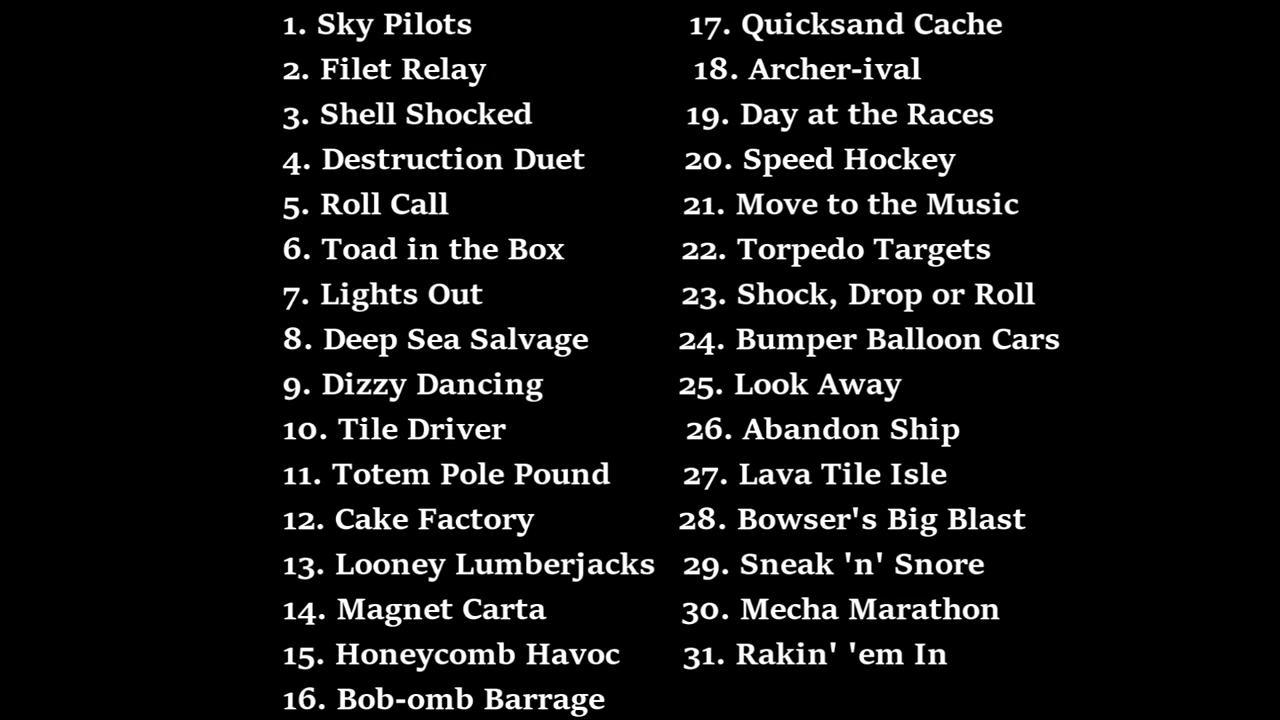 1. Sky Pilots
2. Filet Relay
3. Shell Shocked
4. Destruction Duet
5. Roll Call
6. Toad in the Box
7. Lights Out
8. Deep Sea Salvage
9. Dizzy Dancing
10. Tile Driver
11. Totem Pole Pound
12. Cake Factory
13. Looney Lumberjacks
14. Magnet Carta
15. Honeycomb Havoc
16. Bob-omb Barrage
17. Quicksand Cache
18. Archer-ival
19. Day at the Races
20. Speed Hockey
21. Move to the Music
22. Torpedo Targets
23. Shock, Drop or Roll
24. Bumper Balloon Cars
25. Look Away
26. Abandon Ship
27. Lava Tile Isle
28. Bowser's Big Blast
29. Sneak 'n' Snore
30. Mecha Marathon
31. Rakin' 'em In